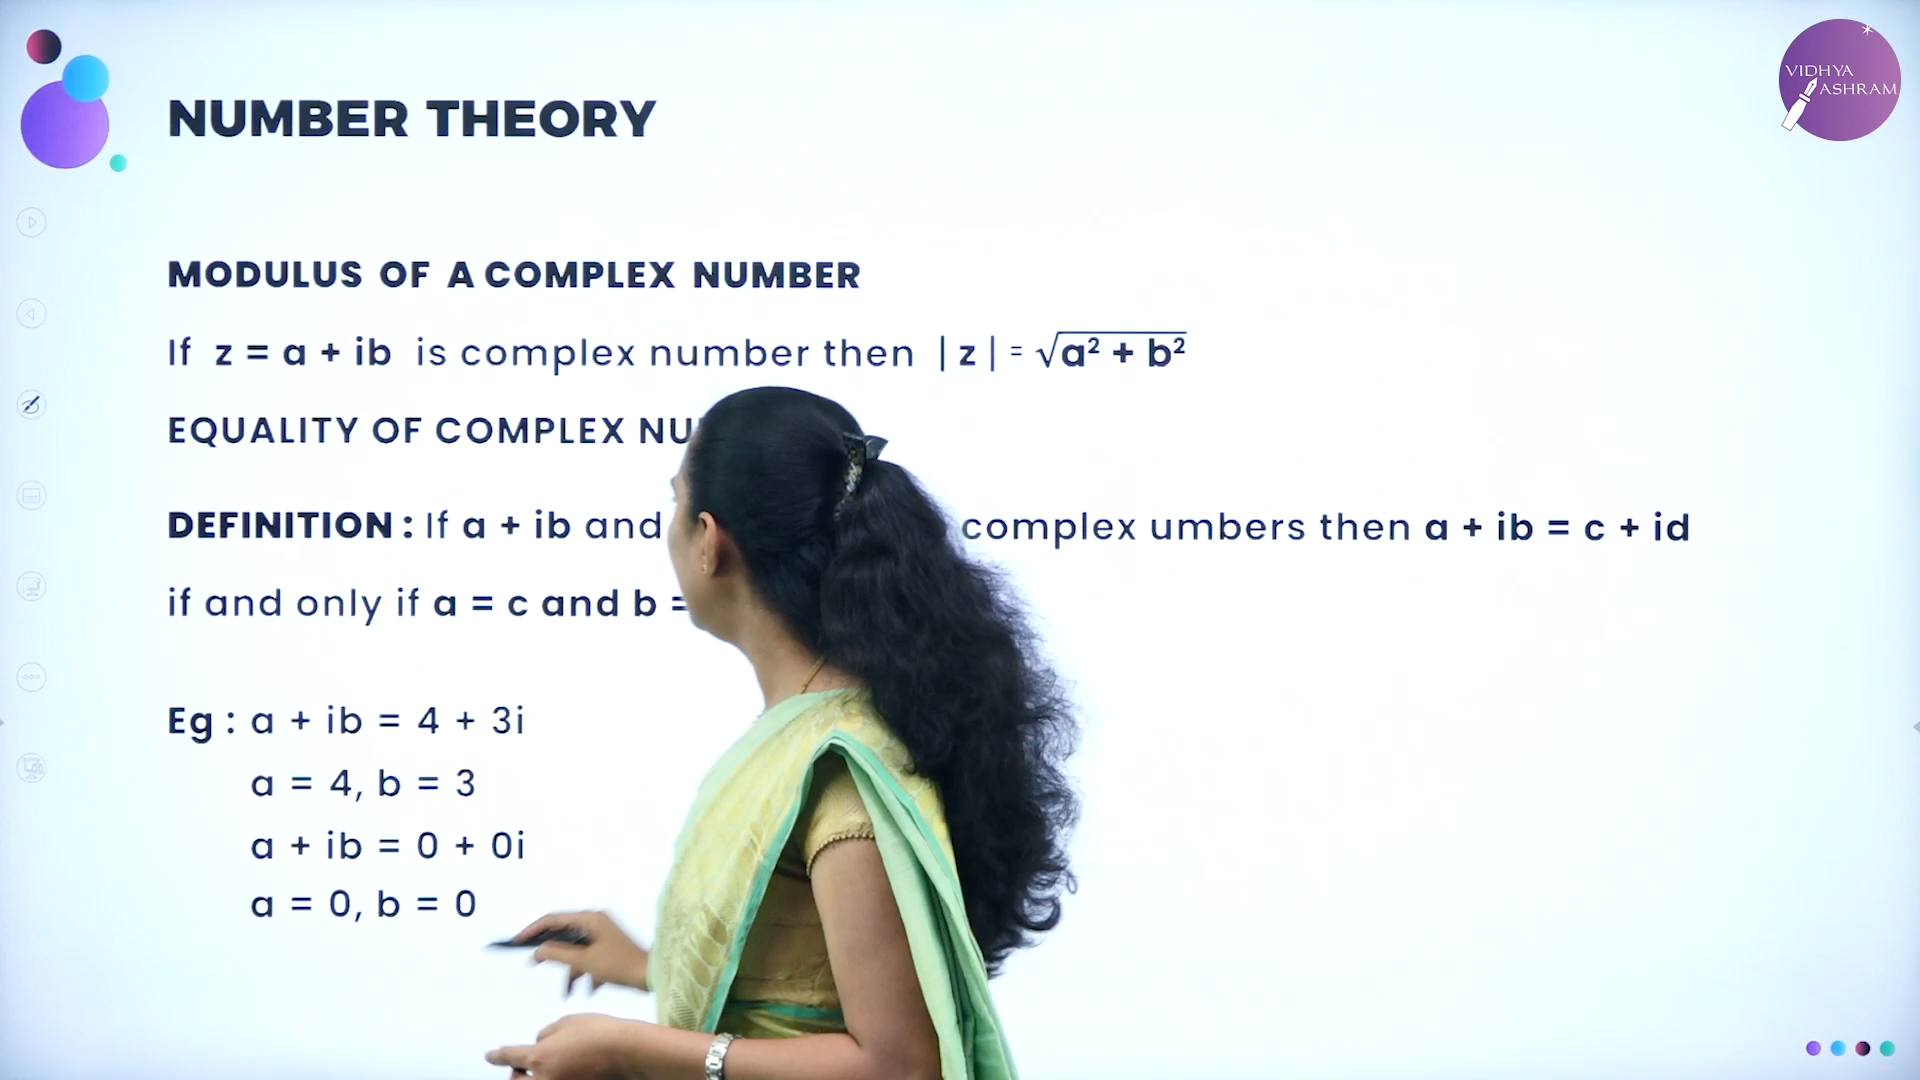 VIDHYA
ASHRAM
NUMBER THEORY
MODULUS OF A COMPLEX NUMBER
If z = a + ib is complex number then | z | = √a² + b²
EQUALITY OF COMPLEX
DEFINITION : If a + ib and complex umbers then a + ib = c + id
if and only if a = c and b =
Eg : a + ib = 4 + 3i
a = 4, b = 3
a + ib = 0 + 0i
a = 0, b = 0